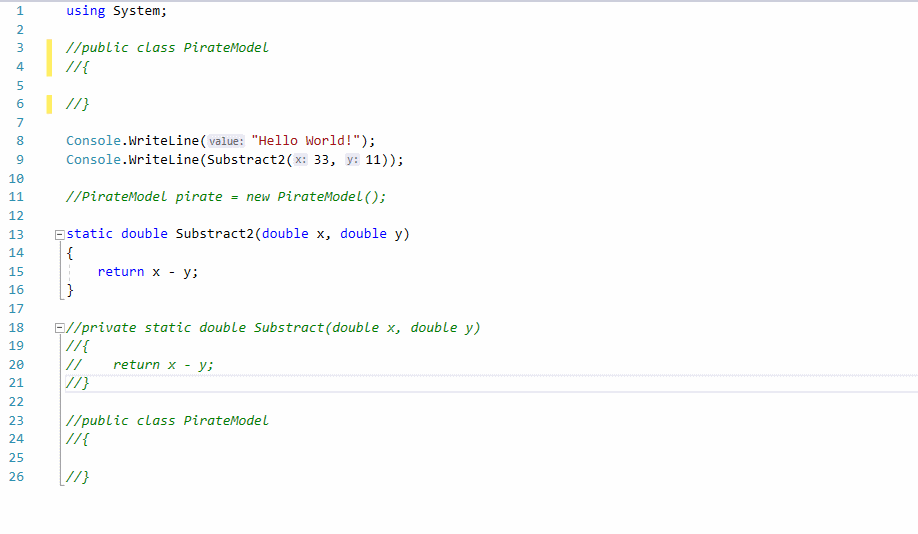 1 using System;
2
3 //public class PirateModel
4 //{
5
6 //}
7
8 Console.WriteLine(value: "Hello World!");
9 Console.WriteLine(Substract2(x: 33, y: 11));
10
11 //PirateModel pirate = new PirateModel();
12
13 static double Substract2(double x, double y)
14 {
15 return x - y;
16 }
17
18 //private static double Substract(double x, double y)
19 //{
20 //    return x - y;
21 //}
22
23 //public class PirateModel
24 //{
25
26 //}